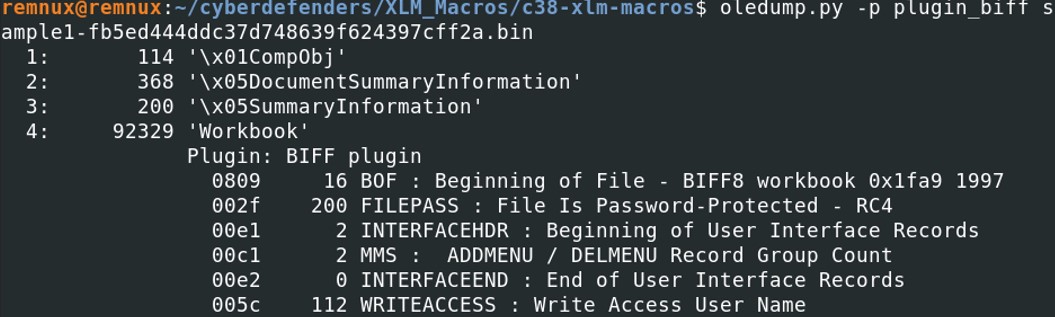 remnux@remnux:~/cyberdefenders/XLM_Macros/c38-xlm-macros$ oledump.py -p plugin_biff s
ample1-fb5ed444ddc37d748639f624397cff2a.bin
  1:       114 '\x01CompObj'
  2:       368 '\x05DocumentSummaryInformation'
  3:       200 '\x05SummaryInformation'
  4:     92329 'Workbook'
               Plugin: BIFF plugin
                 0809     16 BOF : Beginning of File - BIFF8 workbook 0x1fa9 1997
                 002f    200 FILEPASS : File Is Password-Protected - RC4
                 00e1      2 INTERFACEHDR : Beginning of User Interface Records
                 00c1      2 MMS :  ADDMENU / DELMENU Record Group Count
                 00e2      0 INTERFACEEND : End of User Interface Records
                 005c    112 WRITEACCESS : Write Access User Name